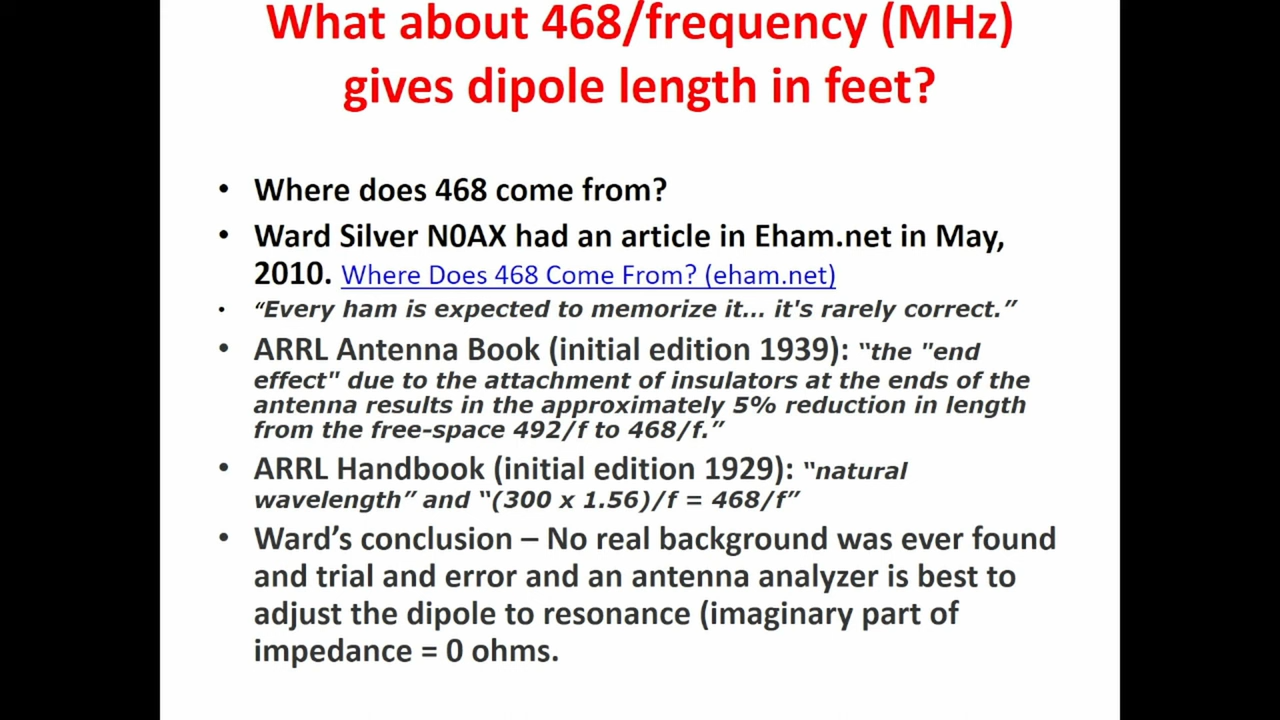 What about 468/frequency (MHz)
gives dipole length in feet?
• Where does 468 come from?
• Ward Silver N0AX had an article in Eham.net in May,
2010. Where Does 468 Come From? (eham.net)
• “Every ham is expected to memorize it... it's rarely correct.”
• ARRL Antenna Book (initial edition 1939): “the "end
effect" due to the attachment of insulators at the ends of the
antenna results in the approximately 5% reduction in length
from the free-space 492/f to 468/f.”
• ARRL Handbook (initial edition 1929): “natural
wavelength” and “(300 x 1.56)/f = 468/f”
• Ward’s conclusion – No real background was ever found
and trial and error and an antenna analyzer is best to
adjust the dipole to resonance (imaginary part of
impedance = 0 ohms.